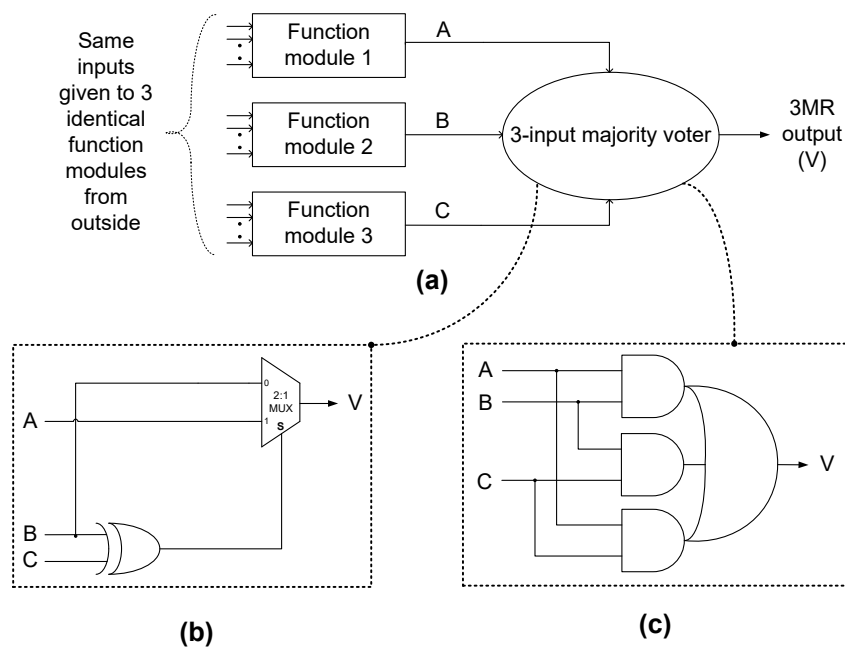 Same
inputs
given to 3
identical
function
modules
from
outside
Function
module 1
A
Function
module 2
B
Function
module 3
C
3-input majority voter
3MR
output
(V)
(a)
A
B
C
0
2:1
MUX
1
S
V
(b)
A
B
C
V
(c)